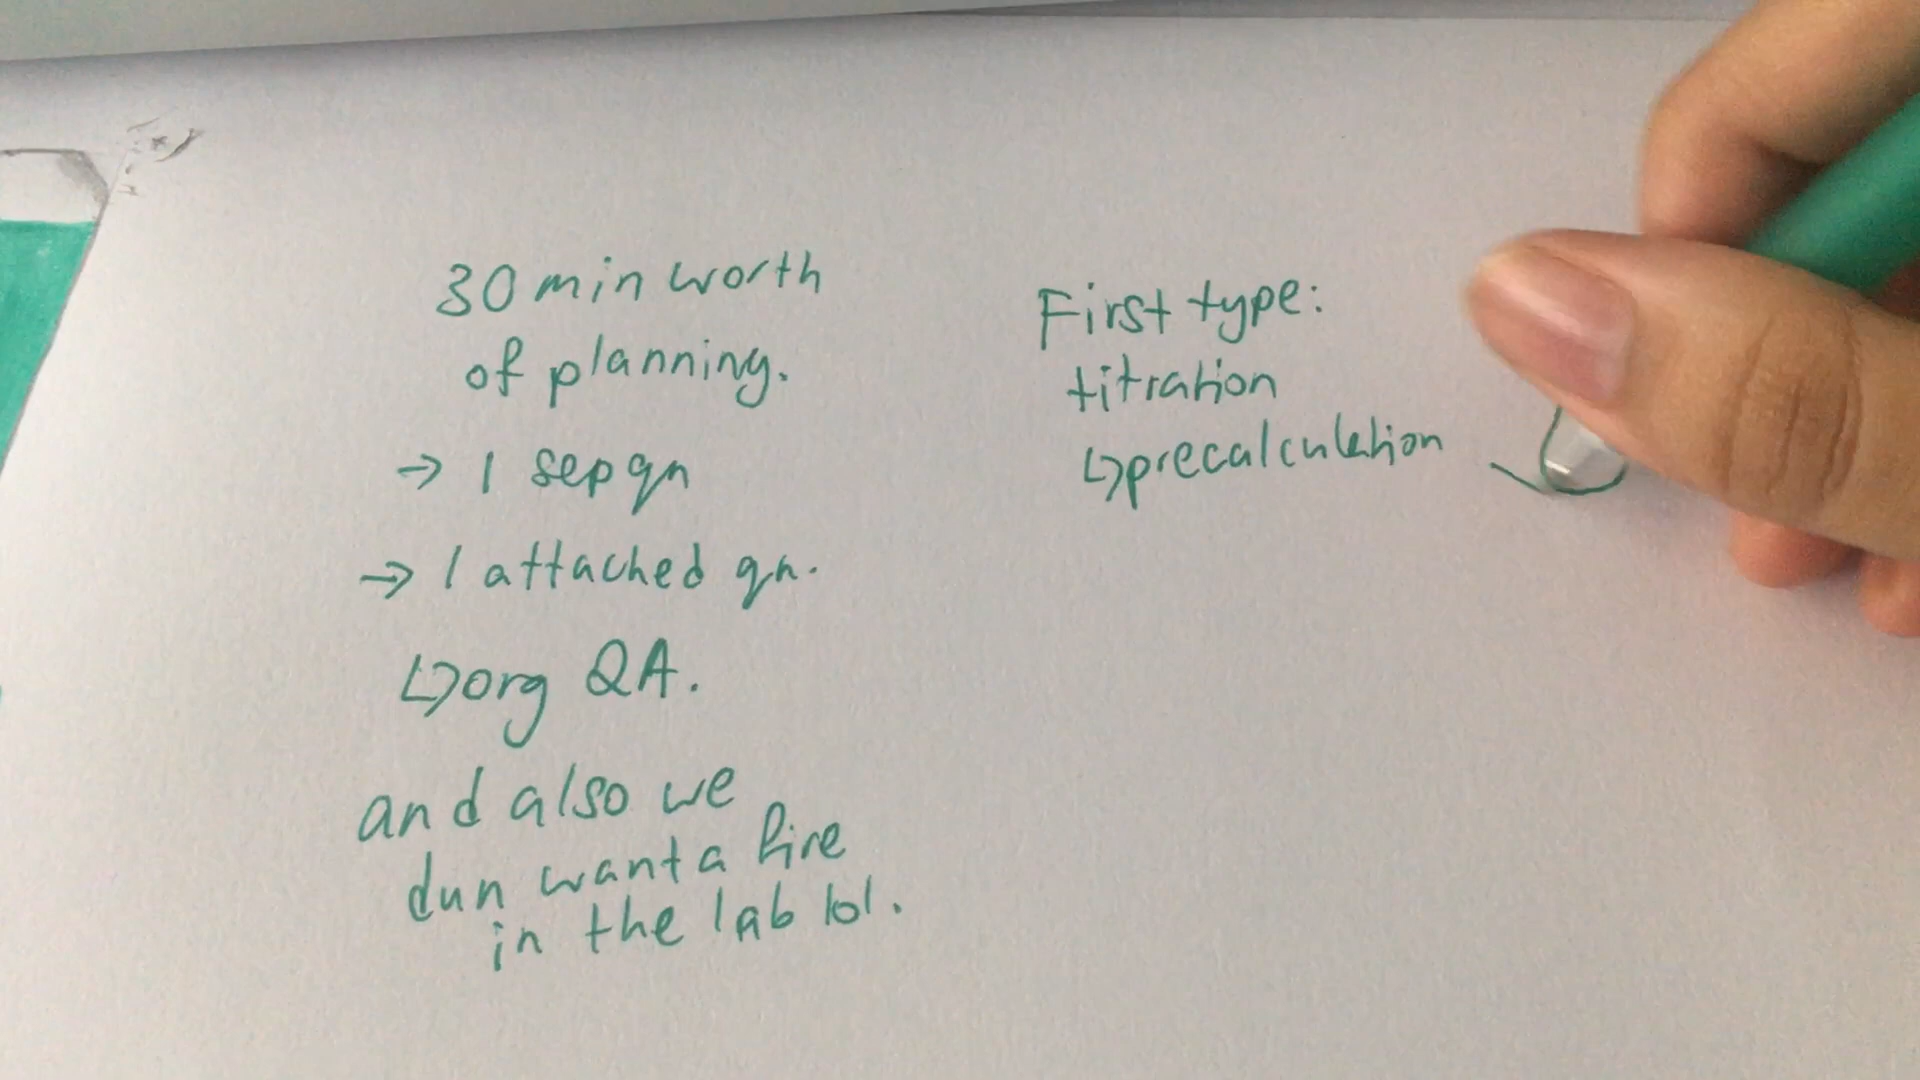 30 min worth
of planning.
→ 1 sep qn
→ 1 attached qn.
↳ org QA.
and also we
dun want a fire
in the lab lol.
First type:
titration
↳ precalculation